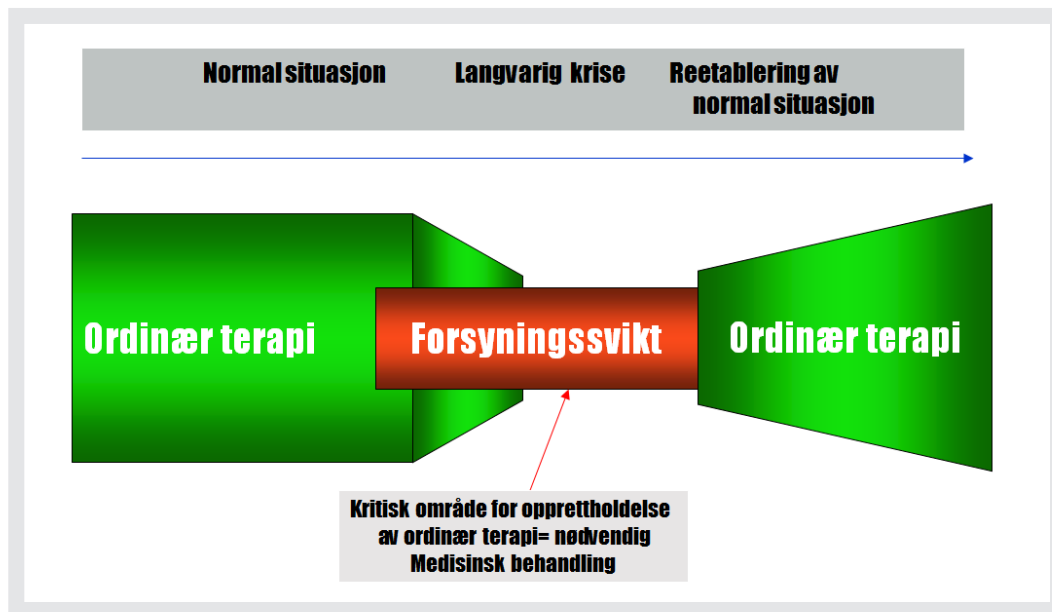 Normal situasjon
Langvarig krise
Reetablering av
normal situasjon
Ordinær terapi
Forsyningssvikt
Ordinær terapi
Kritisk område for opprettholdelse
av ordinær terapi= nødvendig
Medisinsk behandling